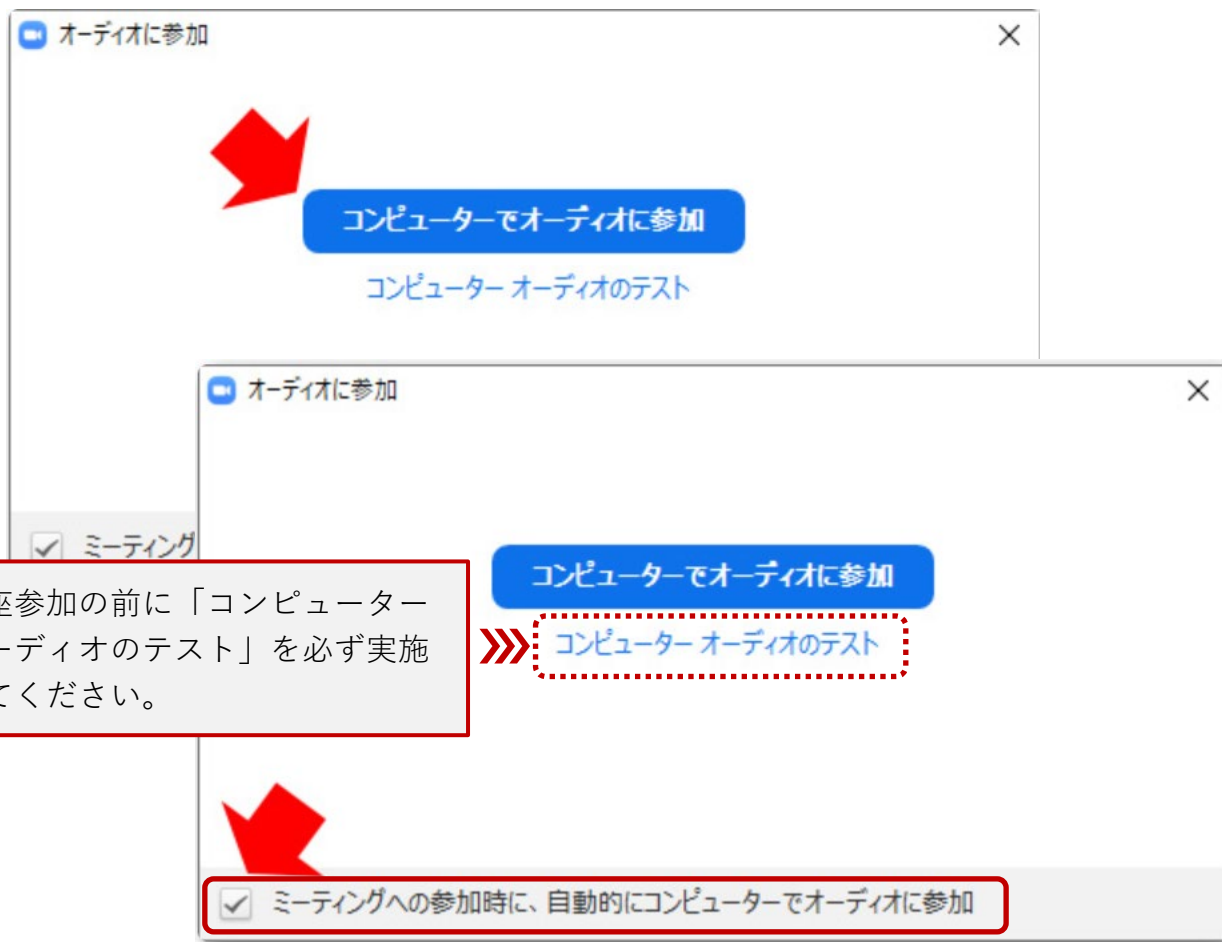 オーディオに参加
コンピューターでオーディオに参加
コンピューター オーディオのテスト
ミーティング
オーディオに参加
コンピューターでオーディオに参加
コンピューター オーディオのテスト
座参加の前に「コンピューター
ーディオのテスト」を必ず実施
てください。
ミーティングへの参加時に、自動的にコンピューターでオーディオに参加